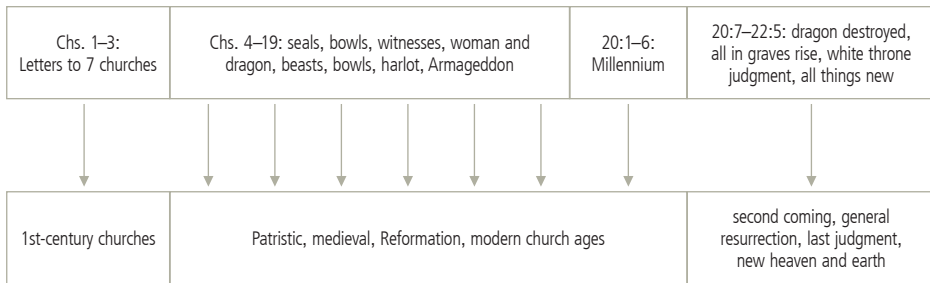 Chs. 1–3:
Letters to 7 churches
Chs. 4–19: seals, bowls, witnesses, woman and
dragon, beasts, bowls, harlot, Armageddon
20:1–6:
Millennium
20:7–22:5: dragon destroyed,
all in graves rise, white throne
judgment, all things new
1st-century churches
Patristic, medieval, Reformation, modern church ages
second coming, general
resurrection, last judgment,
new heaven and earth